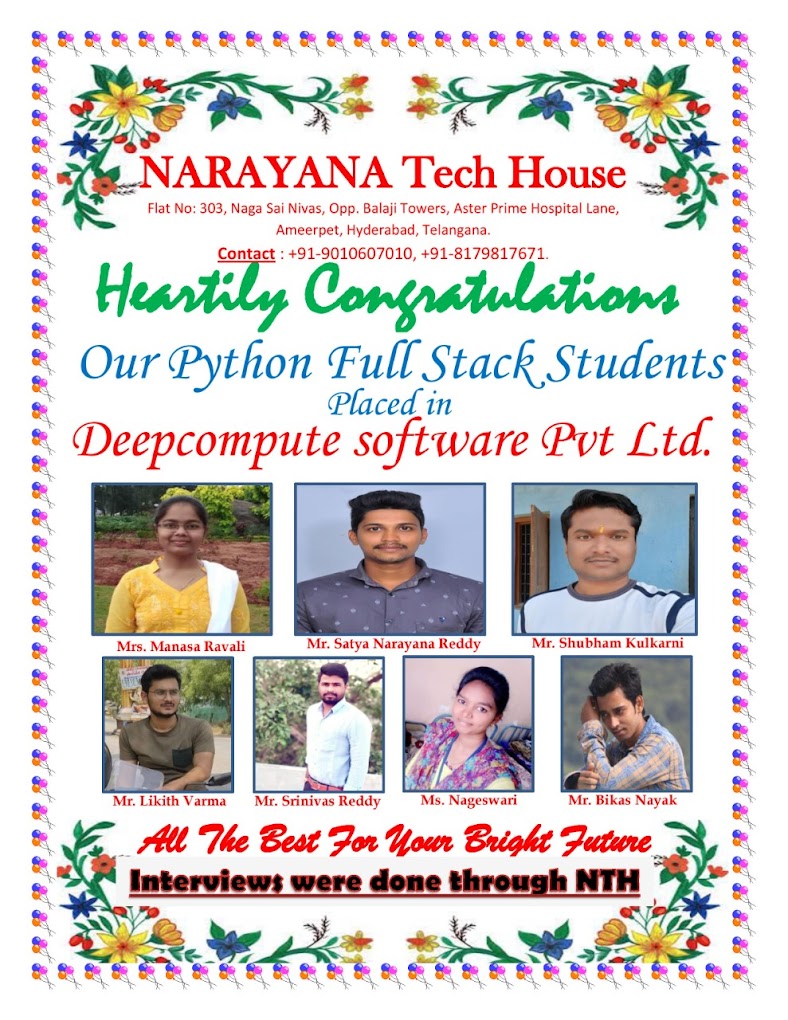 NARAYANA Tech House
Flat No: 303, Naga Sai Nivas, Opp. Balaji Towers, Aster Prime Hospital Lane,
Ameerpet, Hyderabad, Telangana.
Contact : +91-9010607010, +91-8179817671.
Heartily Congratulations
Our Python Full Stack Students
Placed in
Deepcompute software Pvt Ltd.
Mrs. Manasa Ravali
Mr. Satya Narayana Reddy
Mr. Shubham Kulkarni
Mr. Likith Varma
Mr. Srinivas Reddy
Ms. Nageswari
Mr. Bikas Nayak
All The Best For Your Bright Future
Interviews were done through NTH